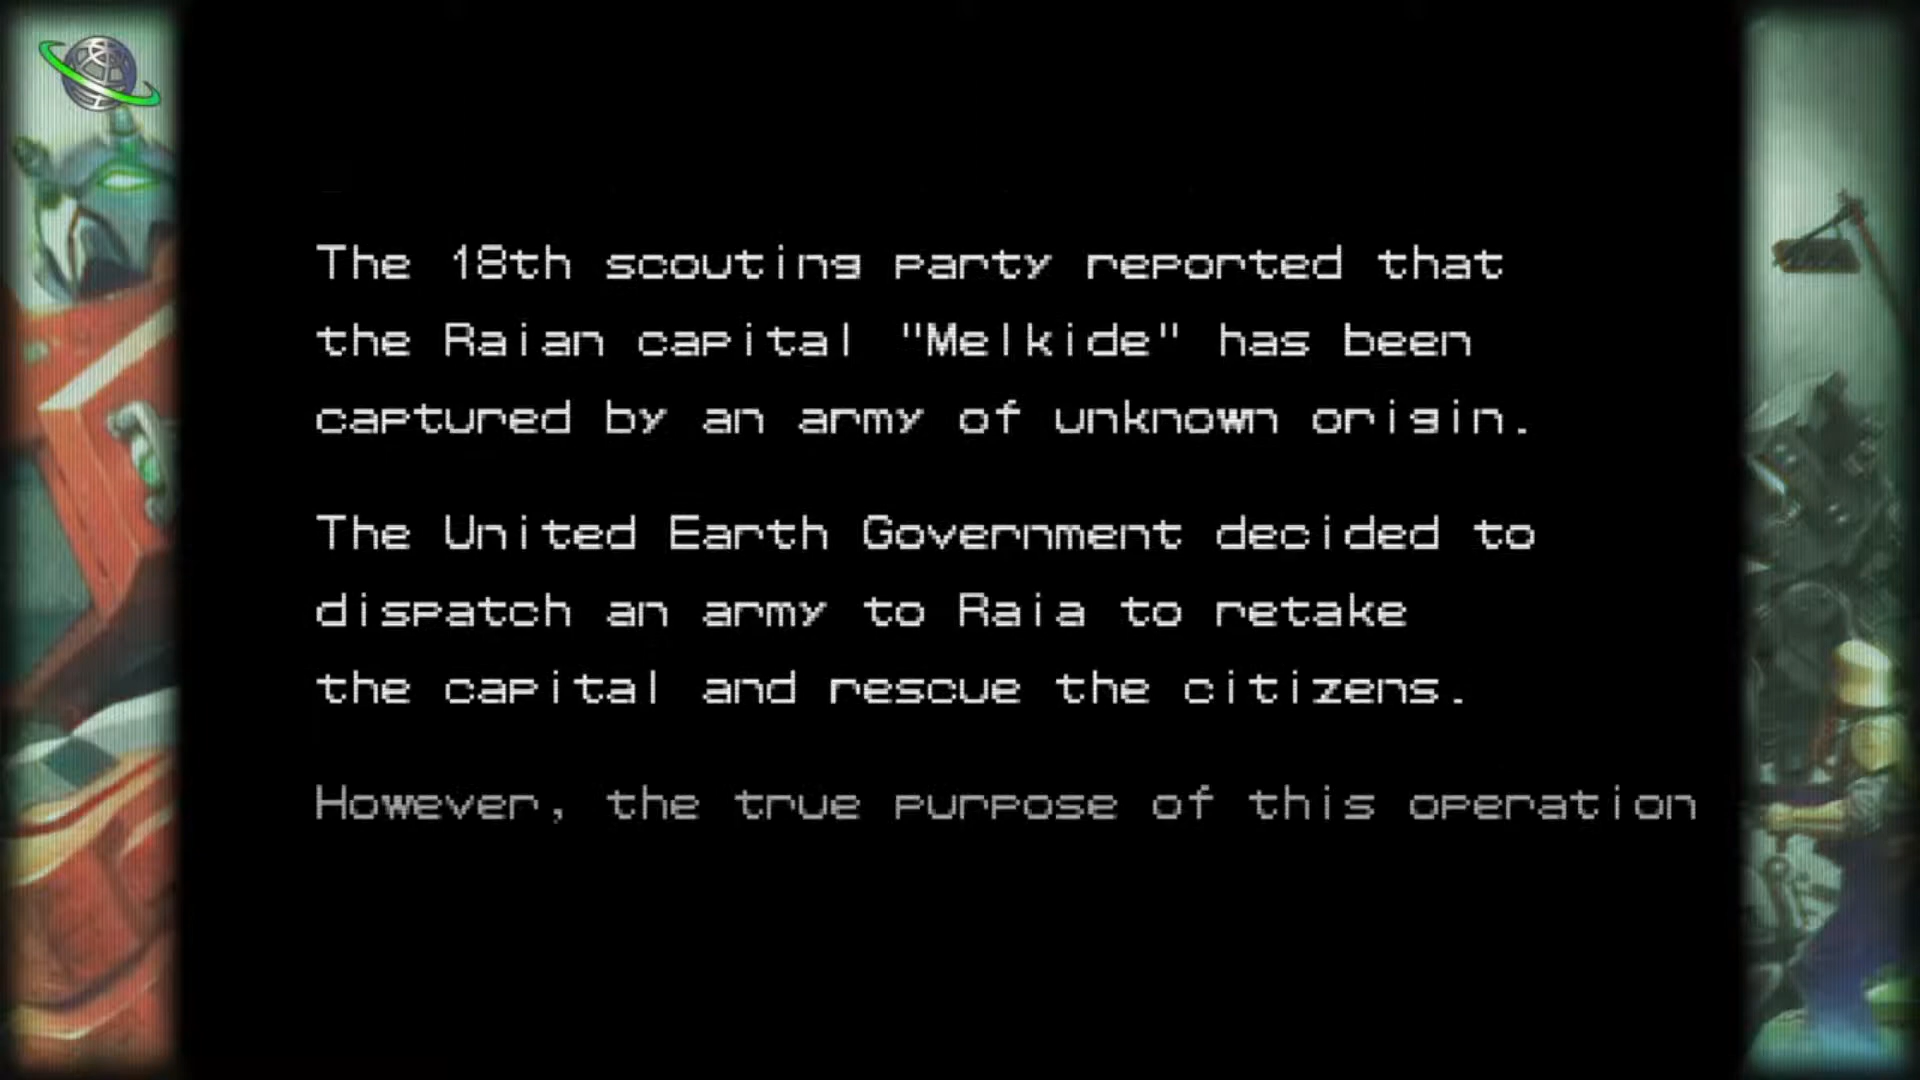 The 18th scouting party reported that
the Raian capital "Melkide" has been
captured by an army of unknown origin.
The United Earth Government decided to
dispatch an army to Raia to retake
the capital and rescue the citizens.
However, the true purpose of this operation